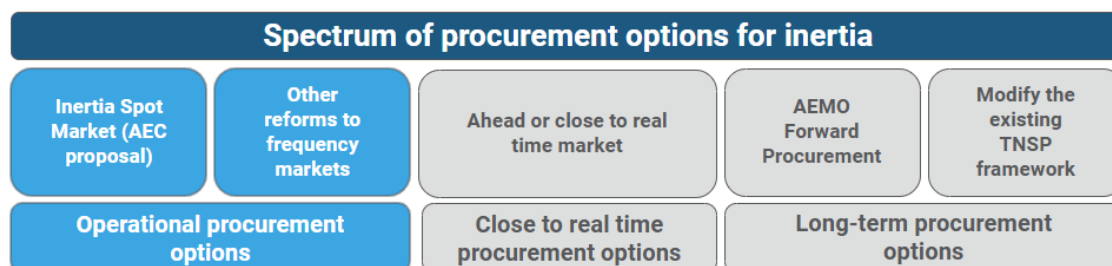 Spectrum of procurement options for inertia
Inertia Spot
Market (AEC
proposal)
Other
reforms to
frequency
markets
Ahead or close to real
time market
AEMO
Forward
Procurement
Modify the
existing
TNSP
framework
Operational procurement
options
Close to real time
procurement options
Long-term procurement
options